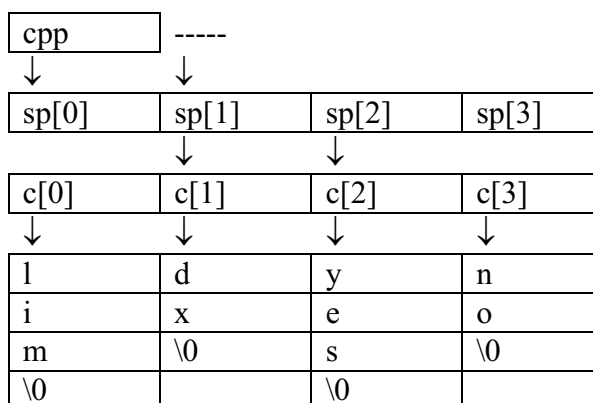 cpp -----
↓ ↓
sp[0] sp[1] sp[2] sp[3]
↓ ↓
c[0] c[1] c[2] c[3]
↓ ↓ ↓ ↓
l d y n
i x e o
m \0 s \0
\0 \0